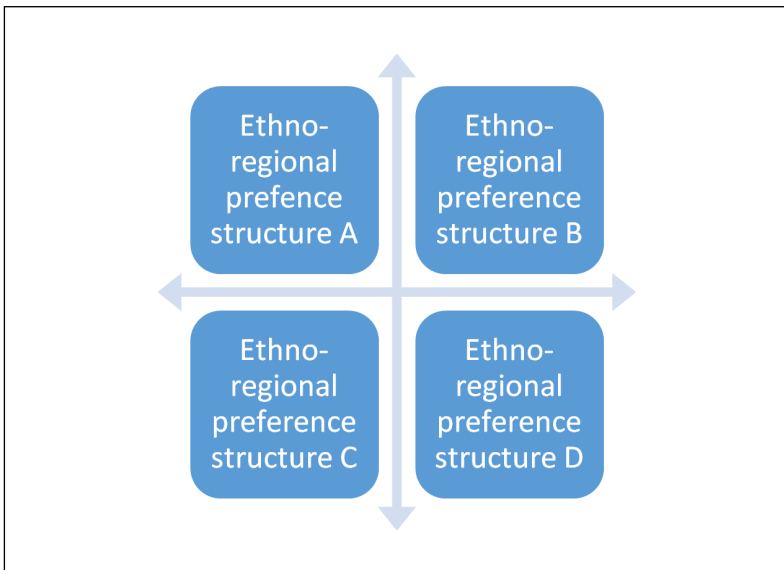 Ethno-
regional
prefence
structure A
Ethno-
regional
preference
structure B
Ethno-
regional
preference
structure C
Ethno-
regional
preference
structure D